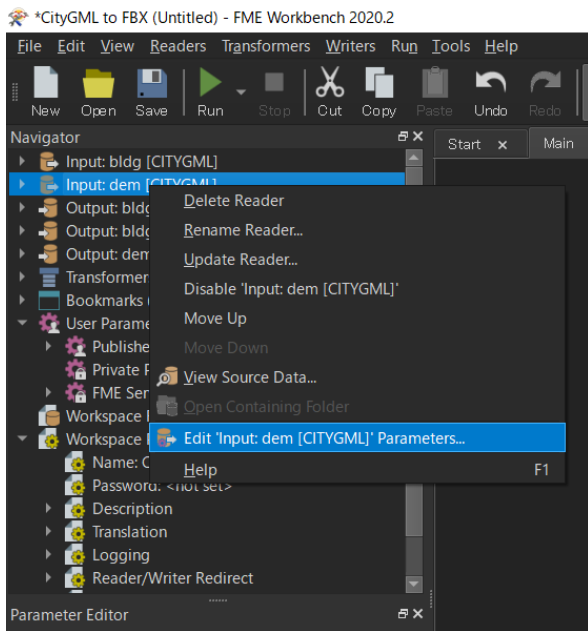 *CityGML to FBX (Untitled) - FME Workbench 2020.2
File Edit View Readers Transformers Writers Run Tools Help
New Open Save Run Stop Cut Copy Paste Undo Redo
Navigator
Start Main
Input: bldg [CITYGML]
Input: dem [CITYGML]
Output: bldg
Output: bldg
Output: dem
Transformer
Bookmarks (
User Parame
Publishe
Private P
FME Ser
Workspace
Workspace
Name: C
Password: <not set>
Description
Translation
Logging
Reader/Writer Redirect
Parameter Editor
Delete Reader
Rename Reader...
Update Reader...
Disable 'Input: dem [CITYGML]'
Move Up
Move Down
View Source Data...
Open Containing Folder
Edit 'Input: dem [CITYGML]' Parameters...
Help F1